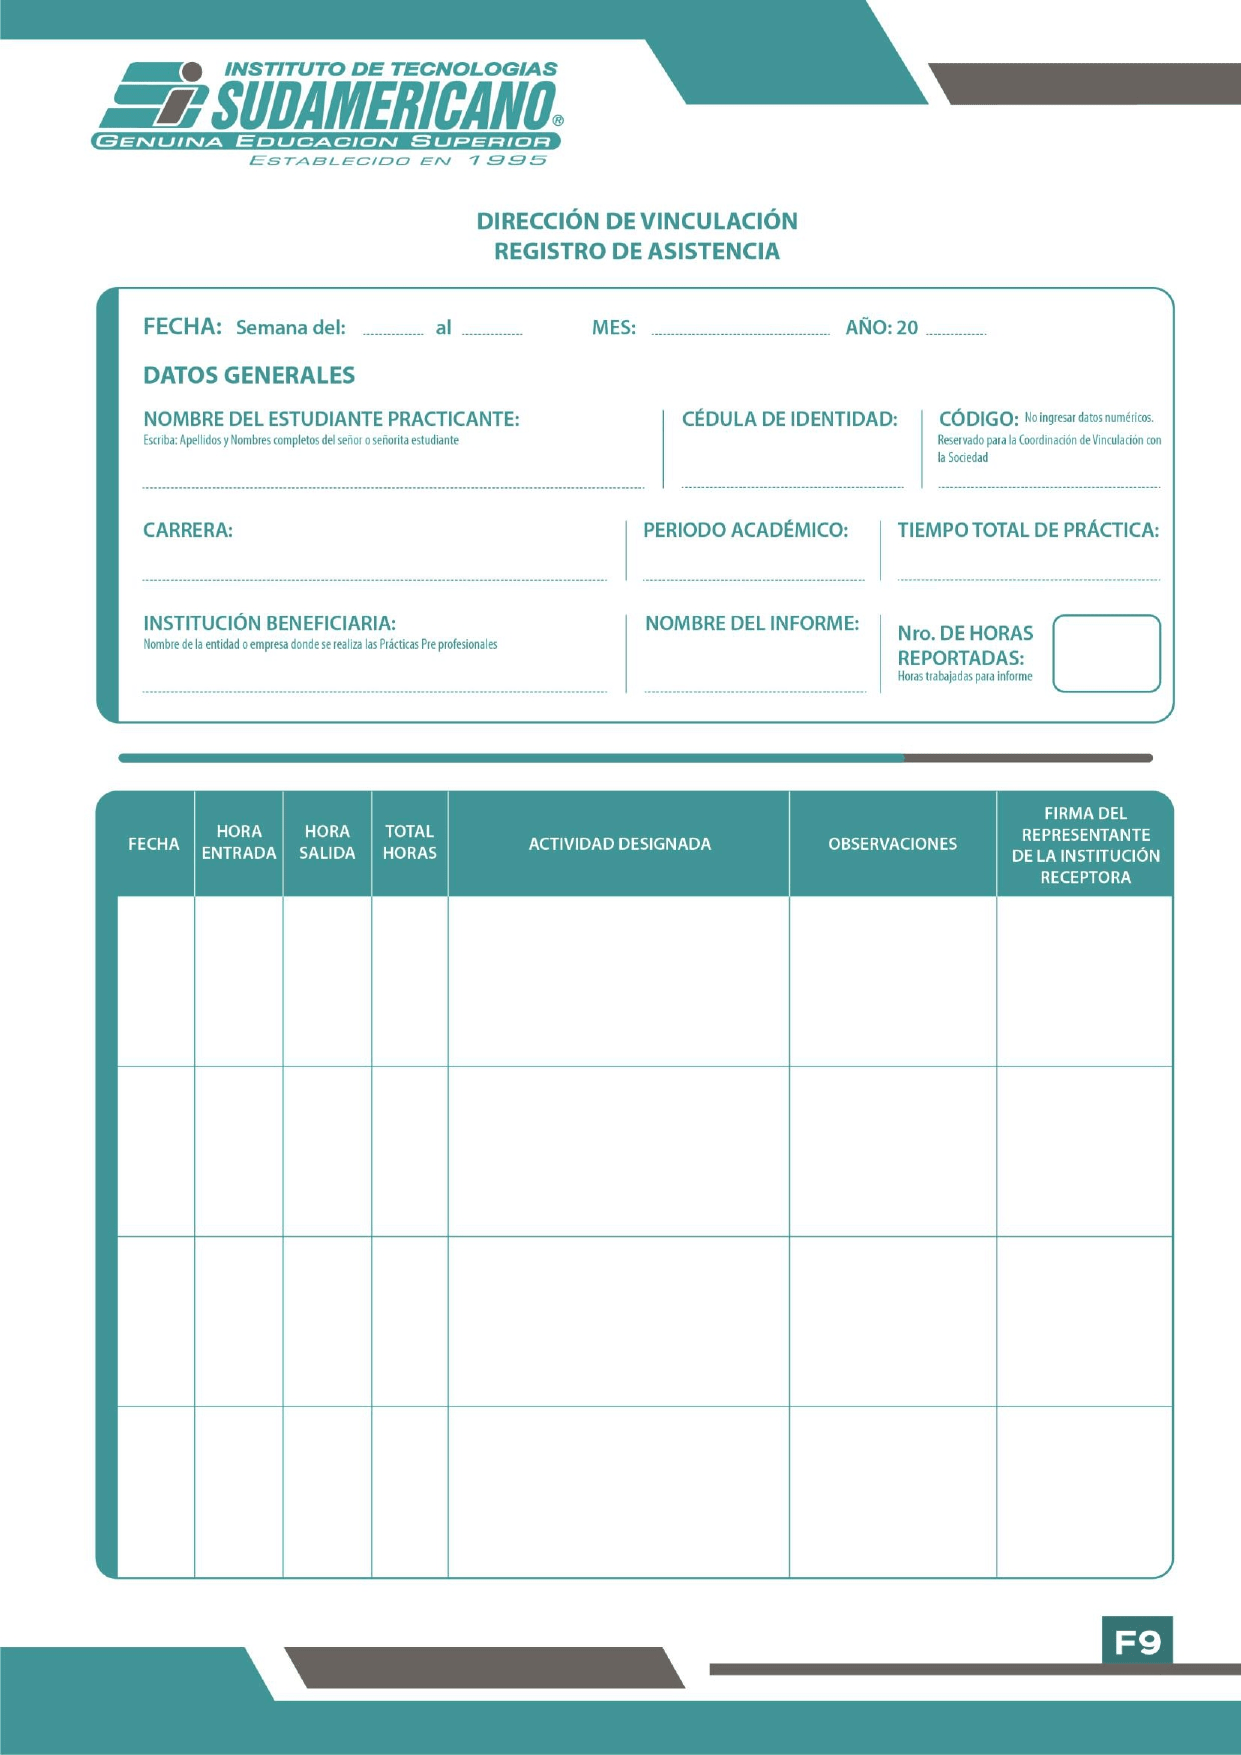 INSTITUTO DE TECNOLOGIAS
SUDAMERICANO®
GENUINA EDUCACION SUPERIOR
ESTABLECIDO EN 1995
DIRECCIÓN DE VINCULACIÓN
REGISTRO DE ASISTENCIA
FECHA: Semana del: al MES: AÑO: 20
DATOS GENERALES
NOMBRE DEL ESTUDIANTE PRACTICANTE:
Escriba: Apellidos y Nombres completos del señor o señorita estudiante
CÉDULA DE IDENTIDAD:
CÓDIGO: No ingresar datos numéricos.
Reservado para la Coordinación de Vinculación con
la Sociedad
CARRERA:
PERIODO ACADÉMICO:
TIEMPO TOTAL DE PRÁCTICA:
INSTITUCIÓN BENEFICIARIA:
Nombre de la entidad o empresa donde se realiza las Prácticas Pre profesionales
NOMBRE DEL INFORME:
Nro. DE HORAS
REPORTADAS:
Horas trabajadas para informe
FECHA
HORA
ENTRADA
HORA
SALIDA
TOTAL
HORAS
ACTIVIDAD DESIGNADA
OBSERVACIONES
FIRMA DEL
REPRESENTANTE
DE LA INSTITUCIÓN
RECEPTORA
F9